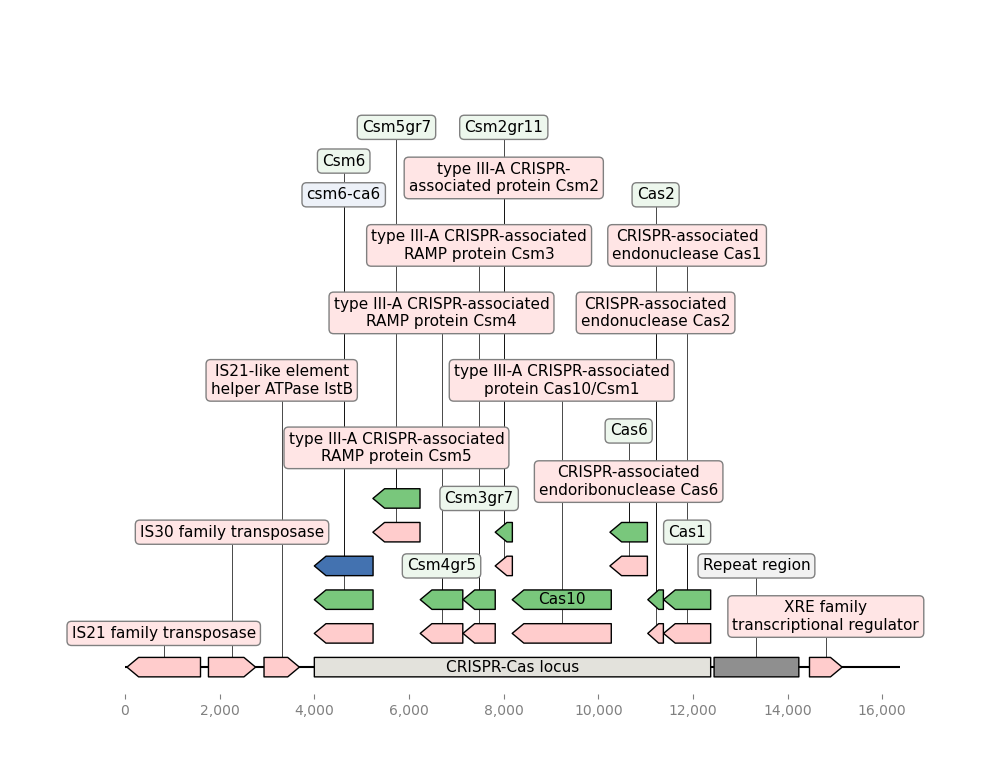 Csm5gr7
Csm2gr11
Csm6
type III-A CRISPR-
associated protein Csm2
csm6-ca6
Cas2
type III-A CRISPR-associated
RAMP protein Csm3
CRISPR-associated
endonuclease Cas1
type III-A CRISPR-associated
RAMP protein Csm4
CRISPR-associated
endonuclease Cas2
IS21-like element
helper ATPase IstB
type III-A CRISPR-associated
protein Cas10/Csm1
Cas6
type III-A CRISPR-associated
RAMP protein Csm5
CRISPR-associated
endoribonuclease Cas6
Csm3gr7
IS30 family transposase
Cas1
Csm4gr5
Repeat region
Cas10
XRE family
transcriptional regulator
IS21 family transposase
CRISPR-Cas locus
0
2,000
4,000
6,000
8,000
10,000
12,000
14,000
16,000